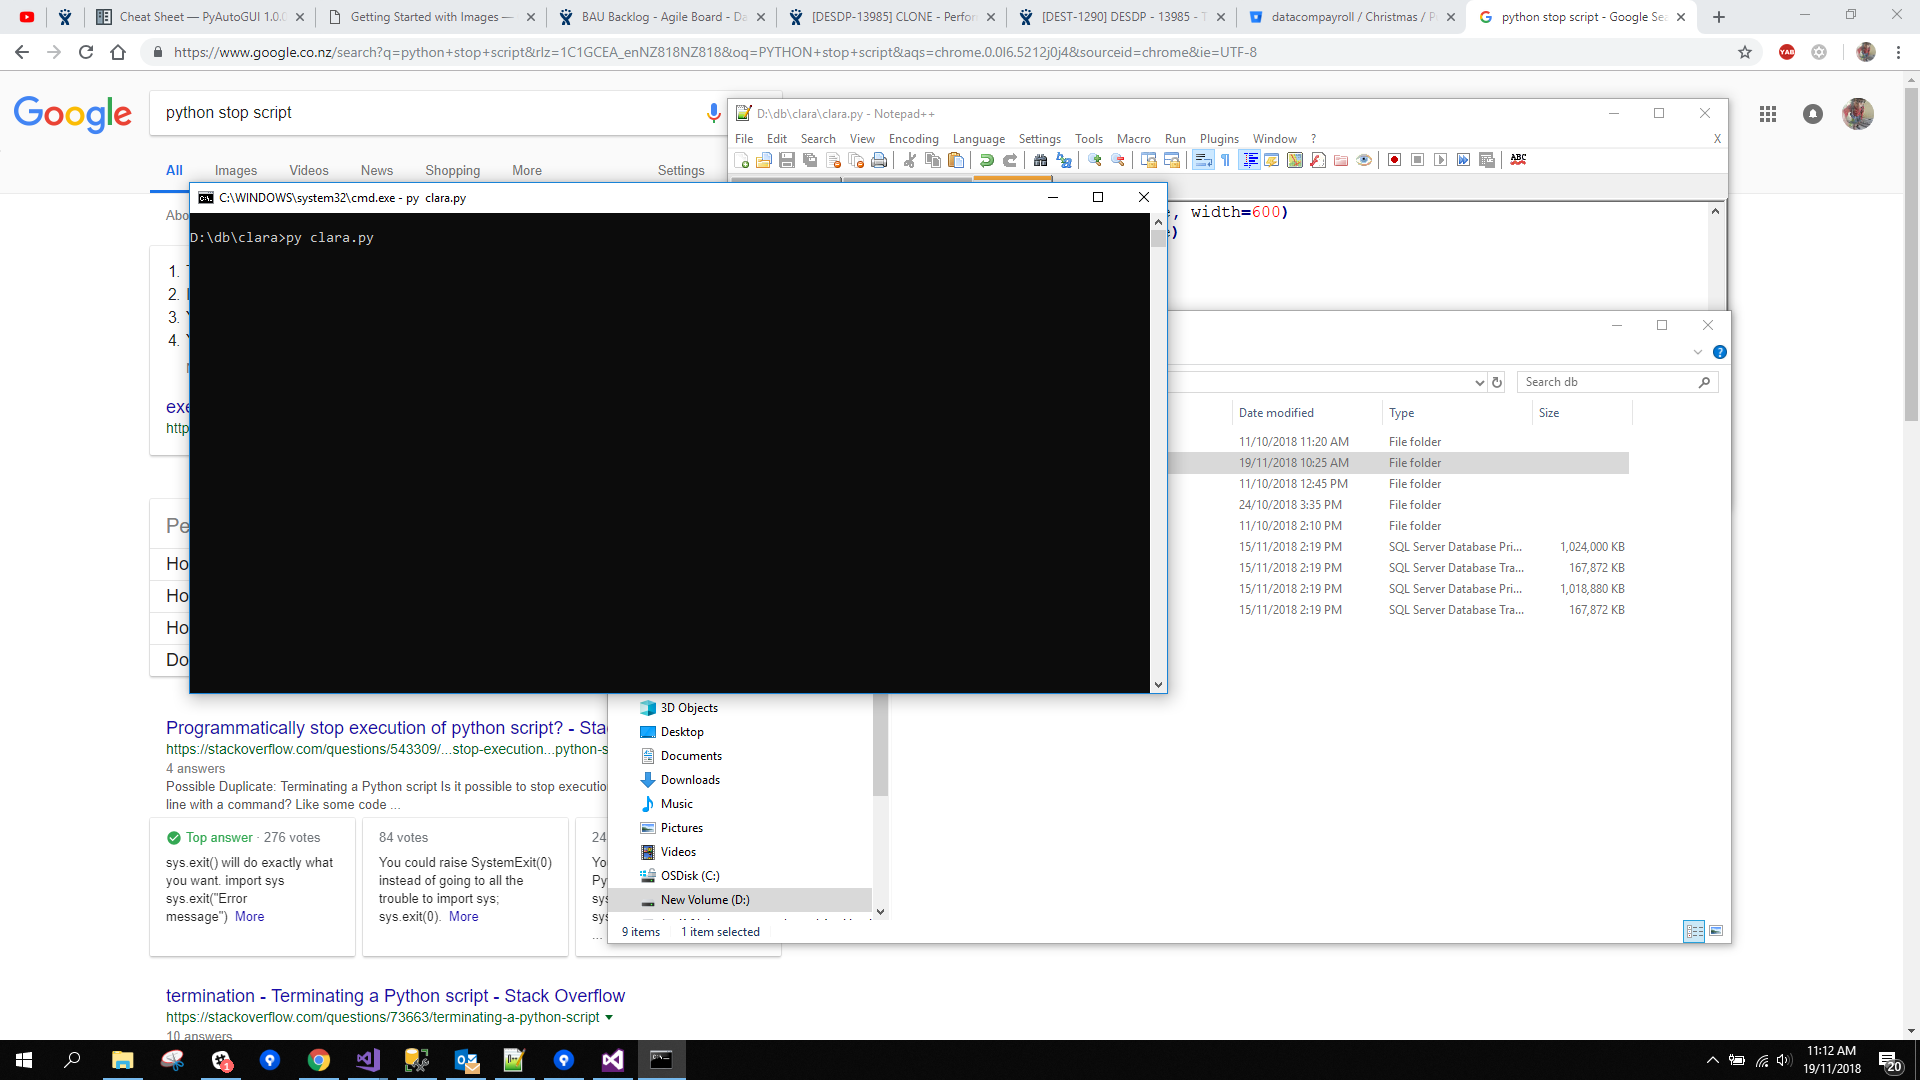 Cheat Sheet — PyAutoGUI 1.0.0
Getting Started with Images —
BAU Backlog - Agile Board - Da
[DESDP-13985] CLONE - Perfor
[DEST-1290] DESDP - 13985 - T
datacompayroll / Christmas / P
python stop script - Google Sea
https://www.google.co.nz/search?q=python+stop+script&rlz=1C1GCEA_enNZ818NZ818&oq=PYTHON+stop+script&aqs=chrome.0.0l6.5212j0j4&sourceid=chrome&ie=UTF-8
YAB
Google
python stop script
All
Images
Videos
News
Shopping
More
Settings
D:\db\clara\clara.py - Notepad++
File Edit Search View Encoding Language Settings Tools Macro Run Plugins Window ? X
ABC
, width=600)
)
Abo
C:\WINDOWS\system32\cmd.exe - py clara.py
D:\db\clara>py clara.py
1.
2.
3.
4.
exe
http
Pe
Ho
Ho
Ho
Do
Search db
Date modified Type Size
11/10/2018 11:20 AM File folder
19/11/2018 10:25 AM File folder
11/10/2018 12:45 PM File folder
24/10/2018 3:35 PM File folder
11/10/2018 2:10 PM File folder
15/11/2018 2:19 PM SQL Server Database Pri... 1,024,000 KB
15/11/2018 2:19 PM SQL Server Database Tra... 167,872 KB
15/11/2018 2:19 PM SQL Server Database Pri... 1,018,880 KB
15/11/2018 2:19 PM SQL Server Database Tra... 167,872 KB
3D Objects
Desktop
Documents
Downloads
Music
Pictures
Videos
OSDisk (C:)
New Volume (D:)
9 items 1 item selected
Programmatically stop execution of python script? - Sta
https://stackoverflow.com/questions/543309/...stop-execution...python-s
4 answers
Possible Duplicate: Terminating a Python script Is it possible to stop executio
line with a command? Like some code ...
Top answer · 276 votes
sys.exit() will do exactly what
you want. import sys
sys.exit("Error
message") More
84 votes
You could raise SystemExit(0)
instead of going to all the
trouble to import sys;
sys.exit(0). More
24
Yo
Py
sys
sys
...
termination - Terminating a Python script - Stack Overflow
https://stackoverflow.com/questions/73663/terminating-a-python-script
10 answers
1
11:12 AM
19/11/2018
20